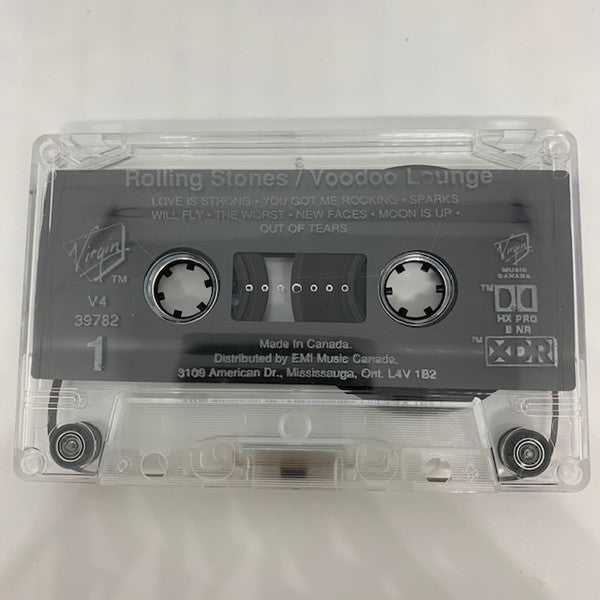 Rolling Stones / Voodoo Lounge
LOVE IS STRONG • YOU GOT ME ROCKING • SPARKS
WILL FLY • THE WORST • NEW FACES • MOON IS UP •
OUT OF TEARS
Virgin
TM
V4
39782
1
Virgin
MUSIC
CANADA
TM
HX PRO
B NR
TM XDR
Made In Canada.
Distributed by EMI Music Canada,
3109 American Dr., Mississauga, Ont. L4V 1B2